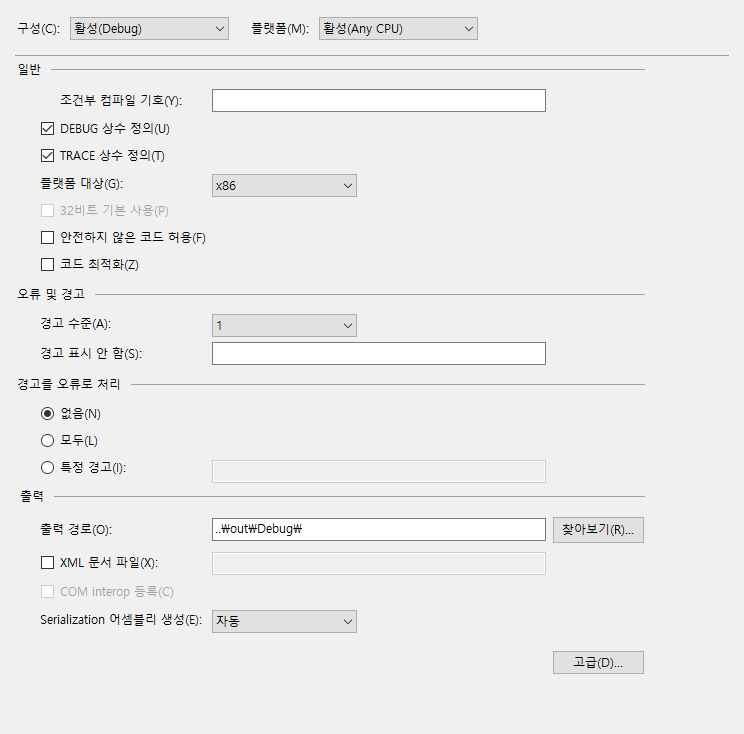 구성(C): 활성(Debug) 플랫폼(M): 활성(Any CPU)
일반
조건부 컴파일 기호(Y):
DEBUG 상수 정의(U)
TRACE 상수 정의(T)
플랫폼 대상(G): x86
32비트 기본 사용(P)
안전하지 않은 코드 허용(F)
코드 최적화(Z)
오류 및 경고
경고 수준(A): 1
경고 표시 안 함(S):
경고를 오류로 처리
없음(N)
모두(L)
특정 경고(I):
출력
출력 경로(O): ..₩out₩Debug₩ 찾아보기(R)...
XML 문서 파일(X):
COM interop 등록(C)
Serialization 어셈블리 생성(E): 자동
고급(D)...